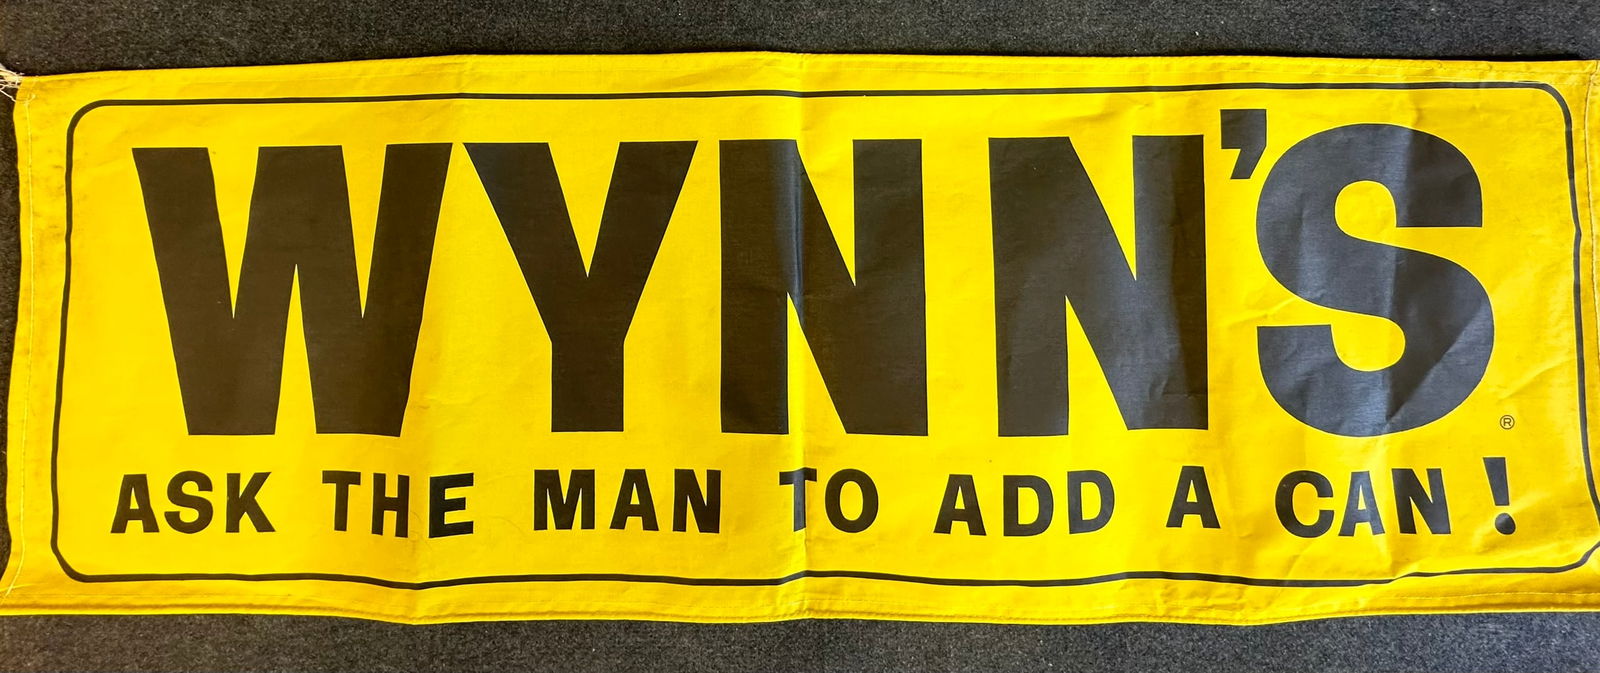 WYNN'S ®
ASK THE MAN TO ADD A CAN !